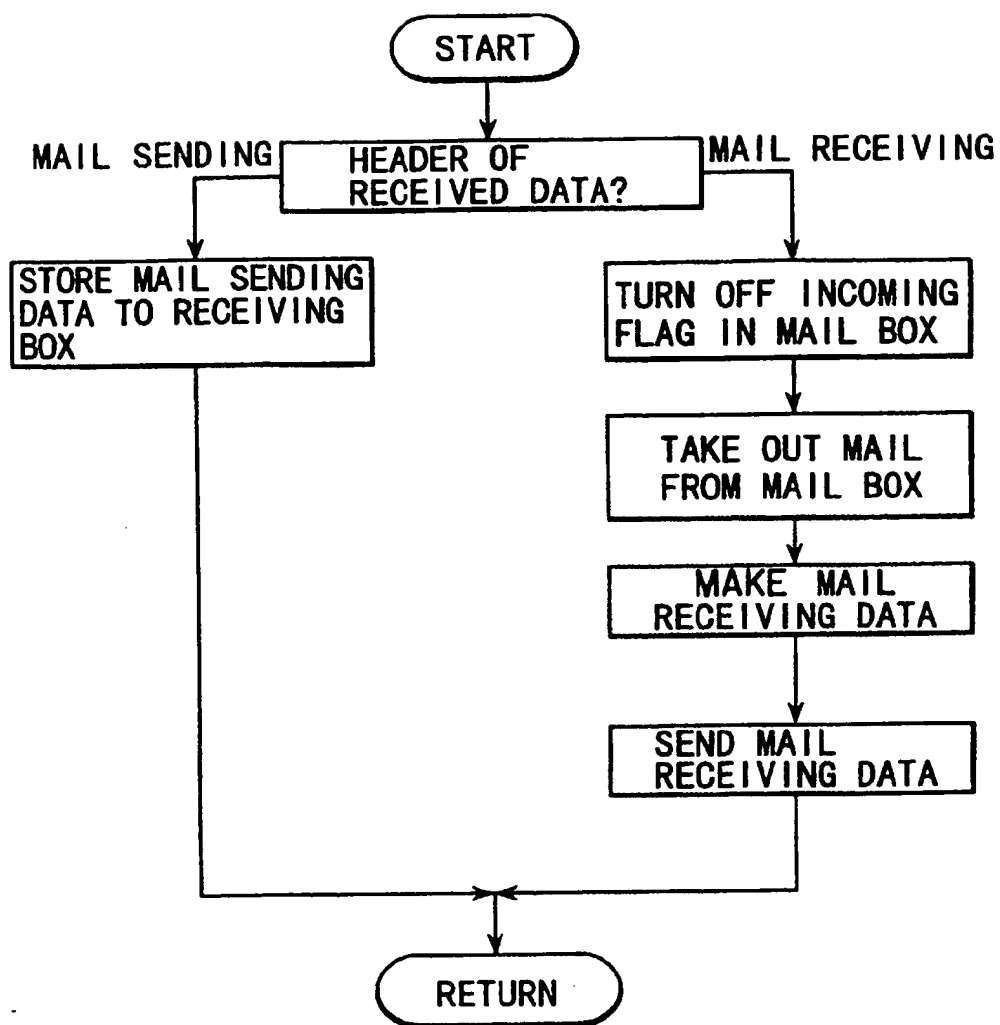 START
MAIL SENDING
HEADER OF
RECEIVED DATA?
MAIL RECEIVING
STORE MAIL SENDING
DATA TO RECEIVING
BOX
TURN OFF INCOMING
FLAG IN MAIL BOX
TAKE OUT MAIL
FROM MAIL BOX
MAKE MAIL
RECEIVING DATA
SEND MAIL
RECEIVING DATA
RETURN